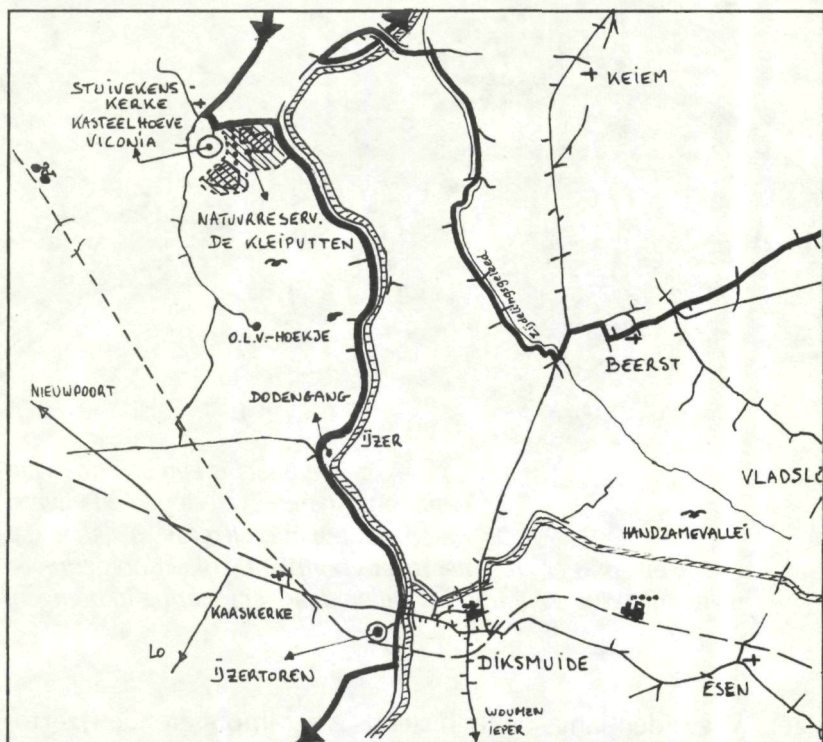 STUIVEKENS
KERKE
KASTEELHOEVE
VICONIA
KEIEM
NATUURRESERV.
DE KLEIPUTTEN
Zijdelingsgeleed
O.L.V.-HOEKJE
BEERST
NIEUWPOORT
DODENGANG
IJZER
VLADSLO
HANDZAMEVALLEI
KAASKERKE
LO
IJZERTOREN
DIKSMUIDE
ESEN
WOUMEN
IEPER